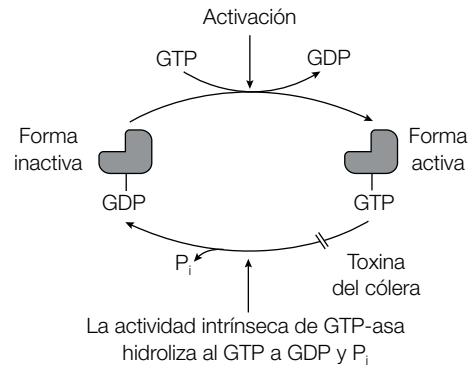 Activación
GTP
GDP
Forma
inactiva
Forma
activa
GDP
GTP
Pi
Toxina
del cólera
La actividad intrínseca de GTP-asa
hidroliza al GTP a GDP y Pi